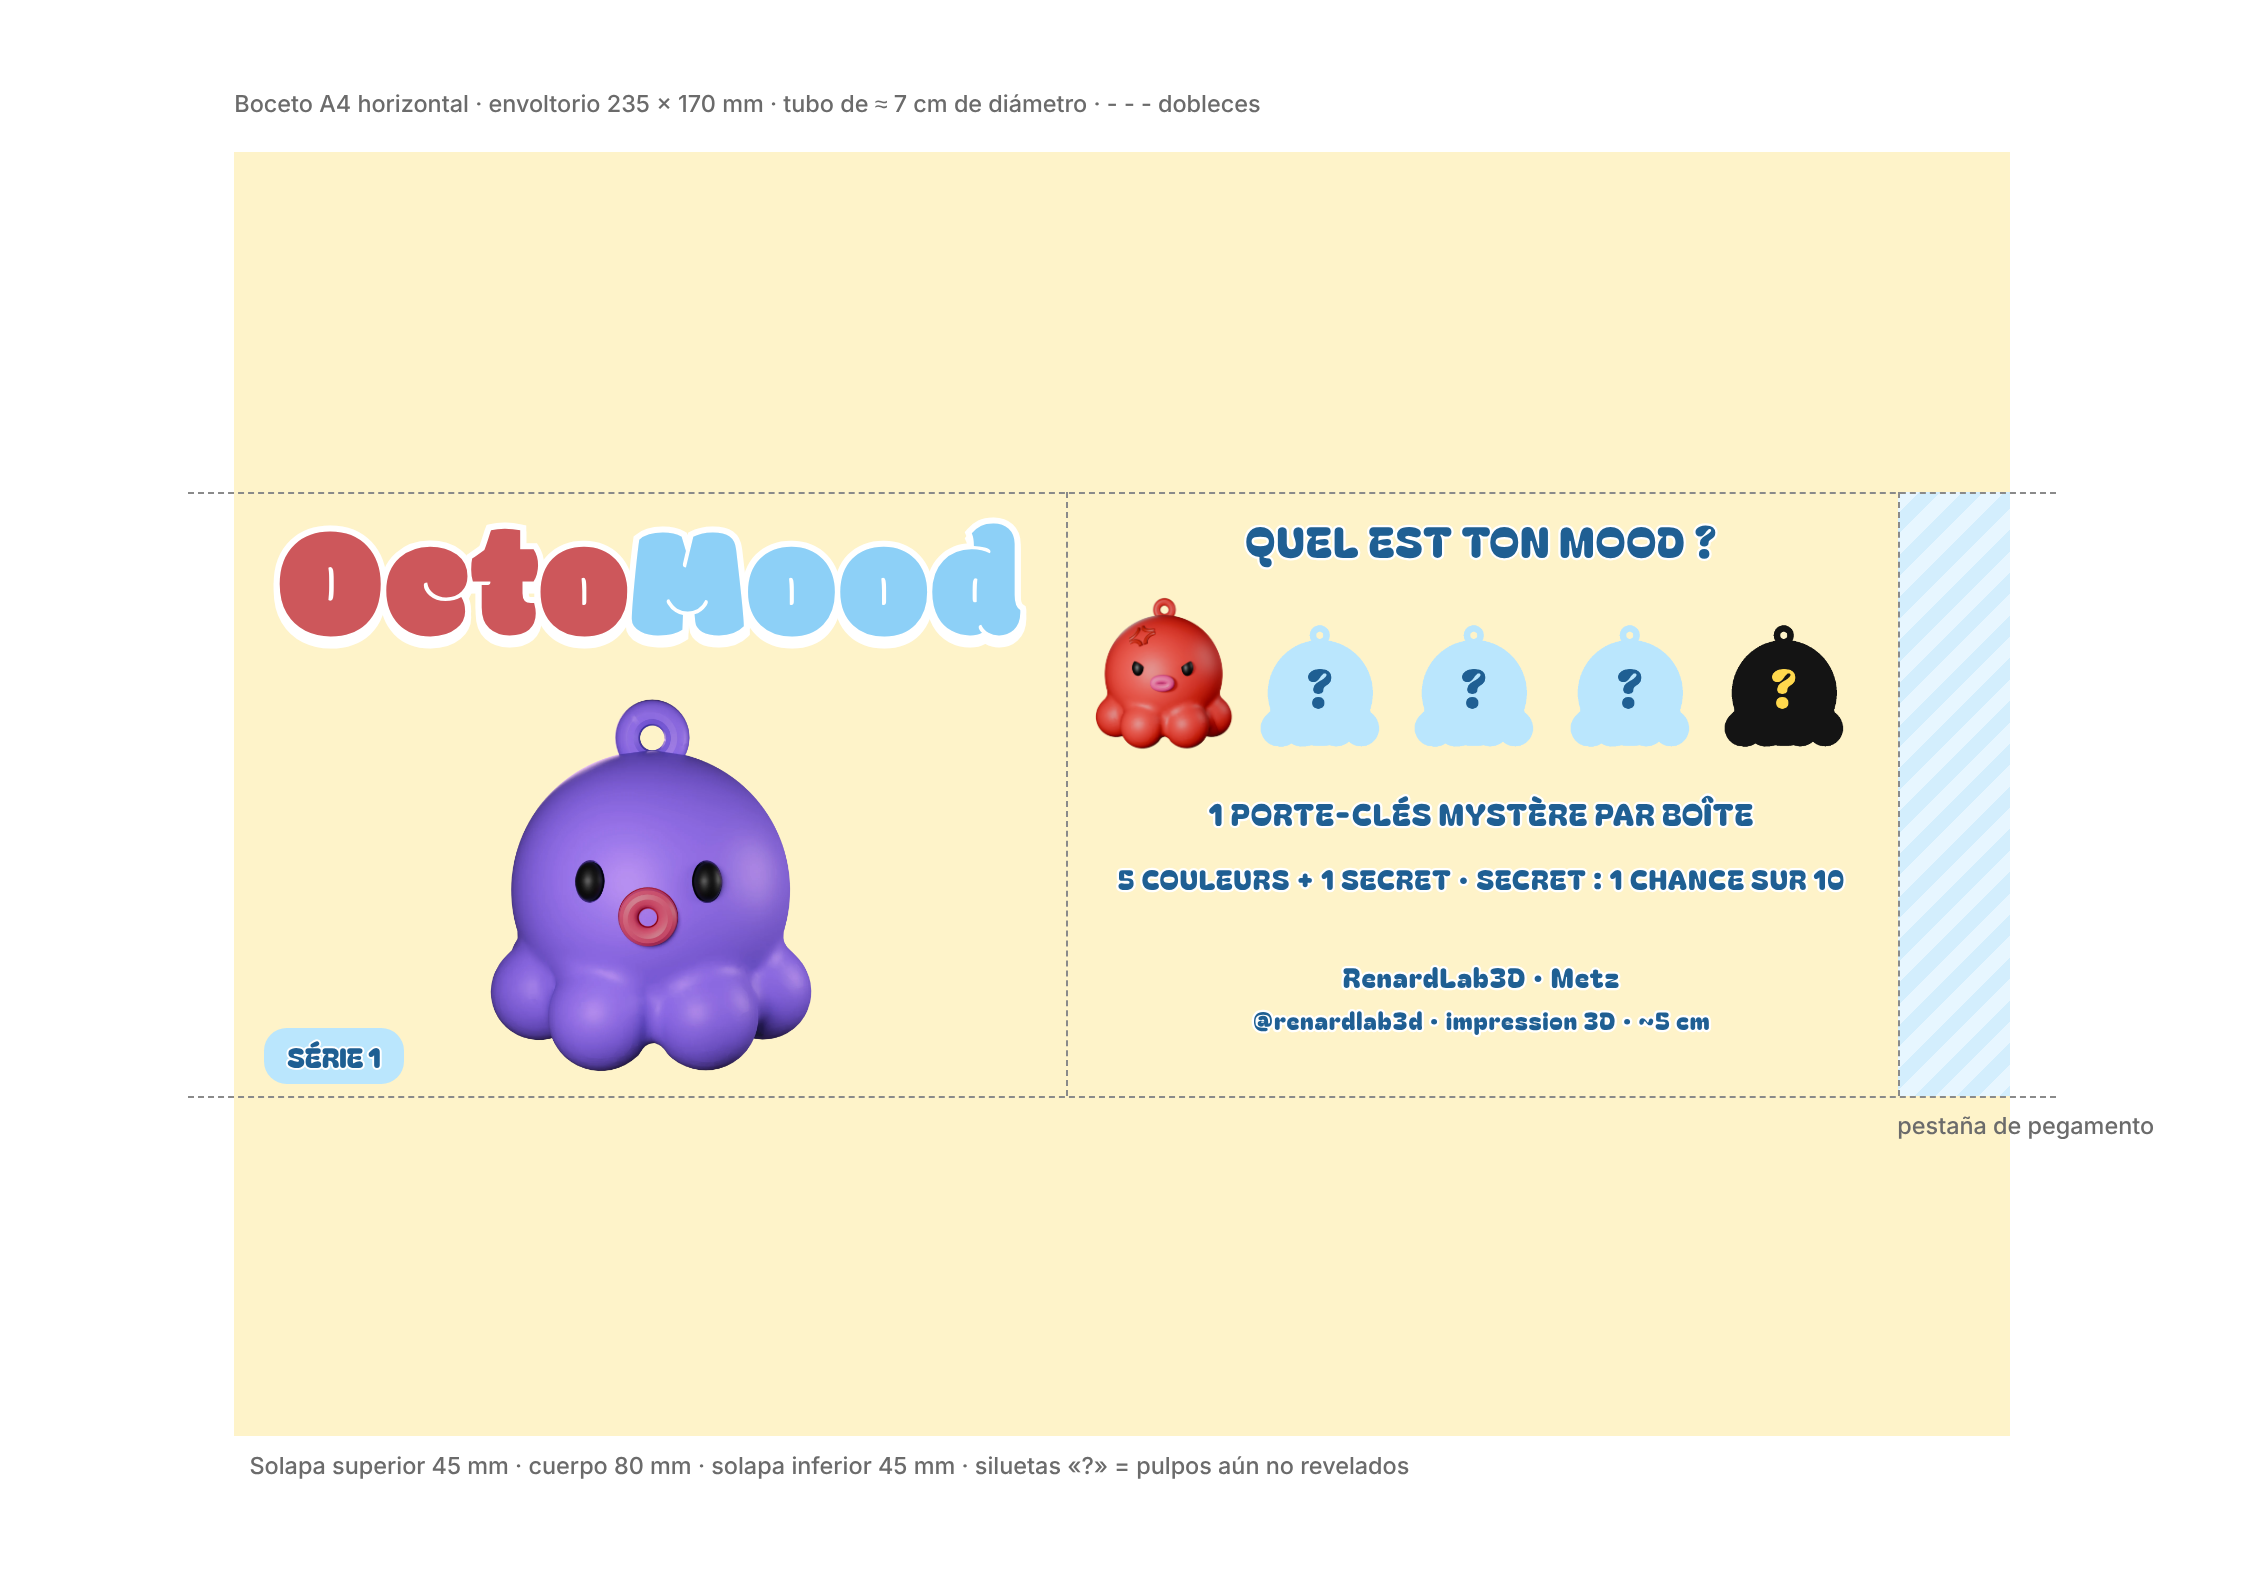 Boceto A4 horizontal · envoltorio 235 × 170 mm · tubo de ≈ 7 cm de diámetro · - - - dobleces
OctoMood
SÉRIE 1
QUEL EST TON MOOD ?
? ? ? ?
1 PORTE-CLÉS MYSTÈRE PAR BOÎTE
5 COULEURS + 1 SECRET · SECRET : 1 CHANCE SUR 10
RenardLab3D · Metz
@renardlab3d · impression 3D · ~5 cm
pestaña de pegamento
Solapa superior 45 mm · cuerpo 80 mm · solapa inferior 45 mm · siluetas «?» = pulpos aún no revelados